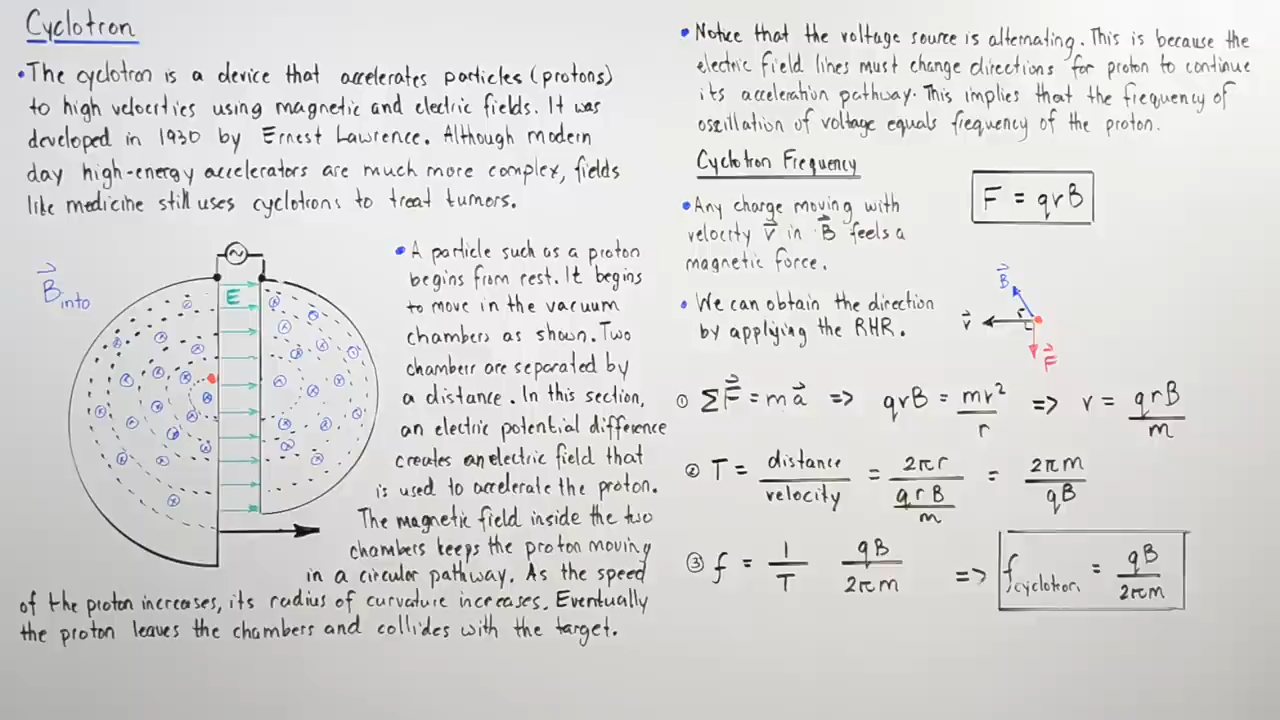 Cyclotron
• The cyclotron is a device that accelerates particles (protons)
to high velocities using magnetic and electric fields. It was
developed in 1930 by Ernest Lawrence. Although modern
day high-energy accelerators are much more complex, fields
like medicine still uses cyclotrons to treat tumors.
B⃗ into
E
• A particle such as a proton
begins from rest. It begins
to move in the vacuum
chambers as shown. Two
chambers are separated by
a distance. In this section,
an electric potential difference
creates an electric field that
is used to accelerate the proton.
The magnetic field inside the two
chambers keeps the proton moving
in a circular pathway. As the speed
of the proton increases, its radius of curvature increases. Eventually
the proton leaves the chambers and collides with the target.
• Notice that the voltage source is alternating. This is because the
electric field lines must change directions for proton to continue
its acceleration pathway. This implies that the frequency of
oscillation of voltage equals frequency of the proton.
Cyclotron Frequency
F = qvB
• Any charge moving with
velocity v⃗ in B⃗ feels a
magnetic force.
• We can obtain the direction
by applying the RHR.
B⃗
v⃗
F⃗
① ΣF⃗ = ma⃗ => qvB = mv²/r => v = qrB/m
② T = distance/velocity = 2πr/(qrB/m) = 2πm/qB
③ f = 1/T qB/2πm => f cyclotron = qB/2πm